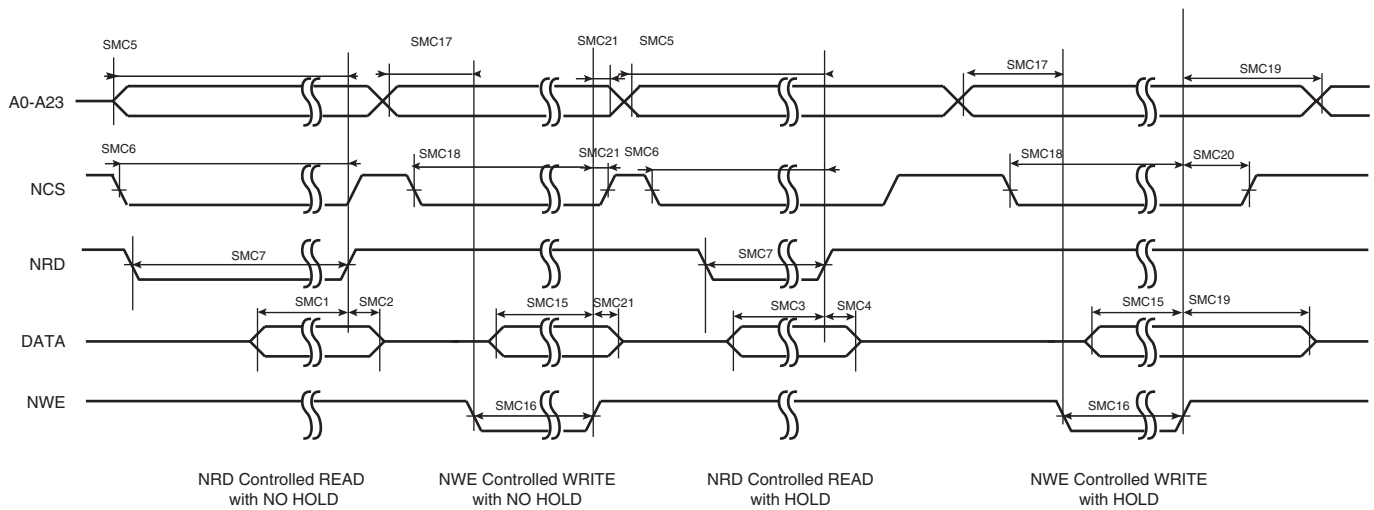 SMC5
SMC17
SMC21
SMC5
SMC17
SMC19
A0-A23
SMC6
SMC18
SMC21
SMC6
SMC18
SMC20
NCS
NRD
SMC7
SMC7
SMC1
SMC2
SMC15
SMC21
SMC3
SMC4
SMC15
SMC19
DATA
NWE
SMC16
SMC16
NRD Controlled READ
with NO HOLD
NWE Controlled WRITE
with NO HOLD
NRD Controlled READ
with HOLD
NWE Controlled WRITE
with HOLD